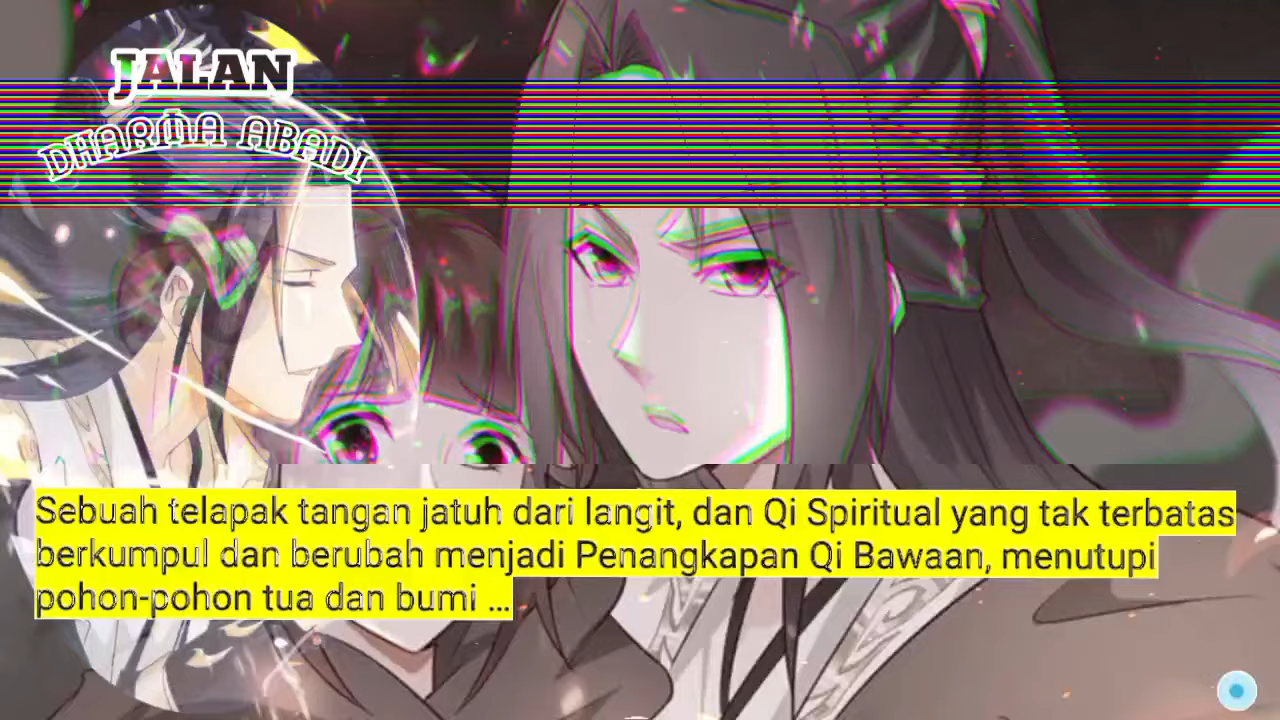 JALAN
DHARMA ABADI
Sebuah telapak tangan jatuh dari langit, dan Qi Spiritual yang tak terbatas
berkumpul dan berubah menjadi Penangkapan Qi Bawaan, menutupi
pohon-pohon tua dan bumi ...